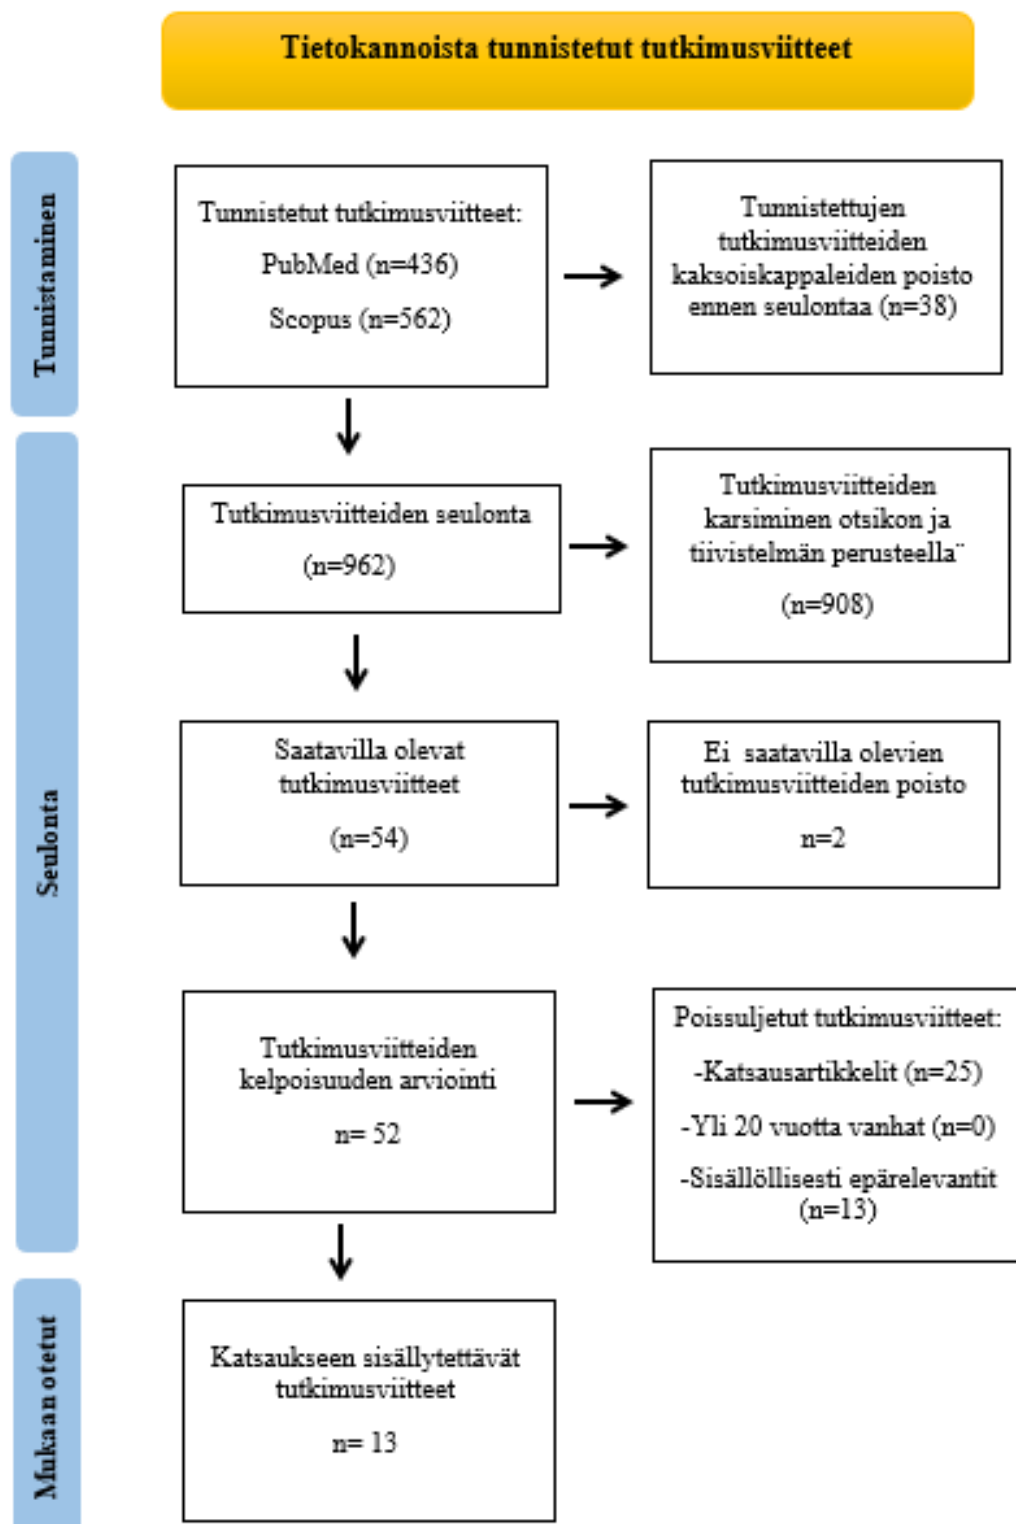 Tietokannoista tunnistetut tutkimusviitteet
Tunnistaminen
Tunnistetut tutkimusviitteet:
PubMed (n=436)
Scopus (n=562)
Tunnistettujen
tutkimusviitteiden
kaksoiskappaleiden poisto
ennen seulontaa (n=38)
Seulonta
Tutkimusviitteiden seulonta
(n=962)
Tutkimusviitteiden
karsiminen otsikon ja
tiivistelmän perusteella¨
(n=908)
Saatavilla olevat
tutkimusviitteet
(n=54)
Ei  saatavilla olevien
tutkimusviitteiden poisto
n=2
Tutkimusviitteiden
kelpoisuuden arviointi
n= 52
Poissuljetut tutkimusviitteet:
-Katsausartikkelit (n=25)
-Yli 20 vuotta vanhat (n=0)
-Sisällöllisesti epärelevantit
(n=13)
Mukaan otetut
Katsaukseen sisällytettävät
tutkimusviitteet
n= 13